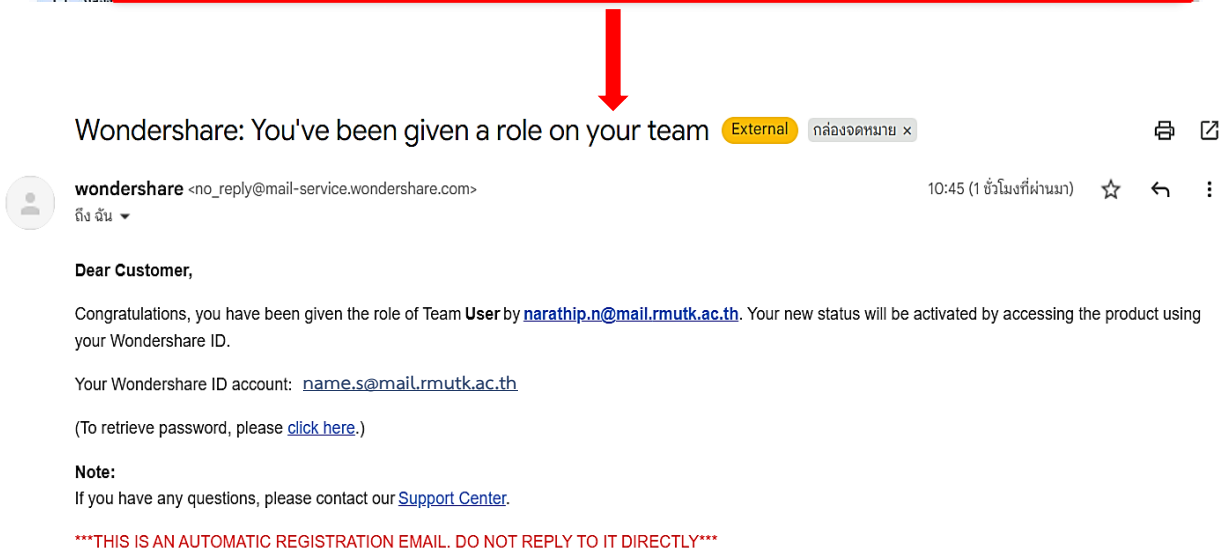 Wondershare: You've been given a role on your team External กล่องจดหมาย ×
wondershare <no_reply@mail-service.wondershare.com> 10:45 (1 ชั่วโมงที่ผ่านมา)
ถึง ฉัน
Dear Customer,
Congratulations, you have been given the role of Team User by narathip.n@mail.rmutk.ac.th. Your new status will be activated by accessing the product using
your Wondershare ID.
Your Wondershare ID account: name.s@mail.rmutk.ac.th
(To retrieve password, please click here.)
Note:
If you have any questions, please contact our Support Center.
***THIS IS AN AUTOMATIC REGISTRATION EMAIL. DO NOT REPLY TO IT DIRECTLY***